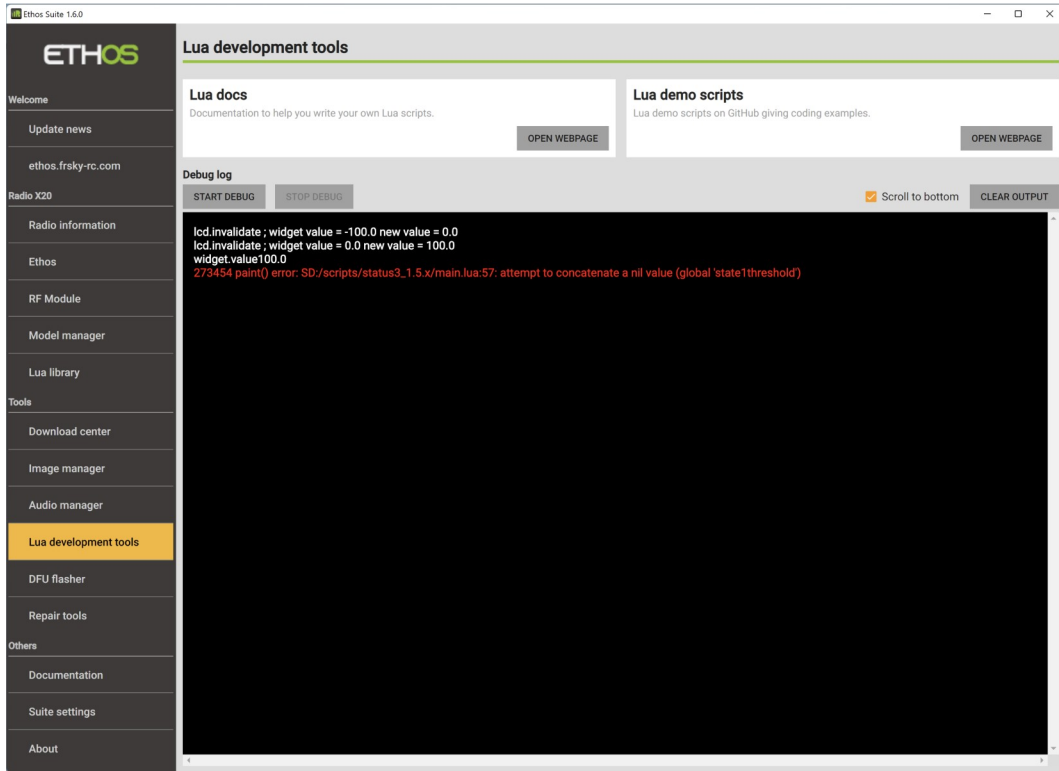 Ethos Suite 1.6.0
ETHOS
Welcome
Update news
ethos.frsky-rc.com
Radio X20
Radio information
Ethos
RF Module
Model manager
Lua library
Tools
Download center
Image manager
Audio manager
Lua development tools
DFU flasher
Repair tools
Others
Documentation
Suite settings
About
Lua development tools
Lua docs
Documentation to help you write your own Lua scripts.
OPEN WEBPAGE
Lua demo scripts
Lua demo scripts on GitHub giving coding examples.
OPEN WEBPAGE
Debug log
START DEBUG STOP DEBUG Scroll to bottom CLEAR OUTPUT
lcd.invalidate ; widget value = -100.0 new value = 0.0
lcd.invalidate ; widget value = 0.0 new value = 100.0
widget.value100.0
273454 paint() error: SD:/scripts/status3_1.5.x/main.lua:57: attempt to concatenate a nil value (global 'state1threshold')